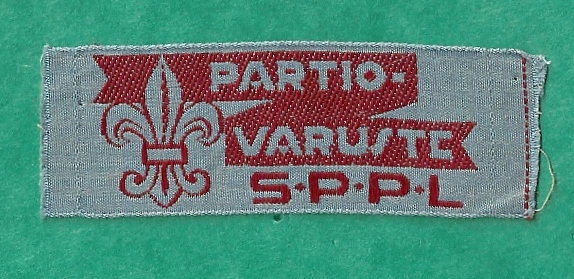 PARTIO-
VARUSTE
S·P·P·L